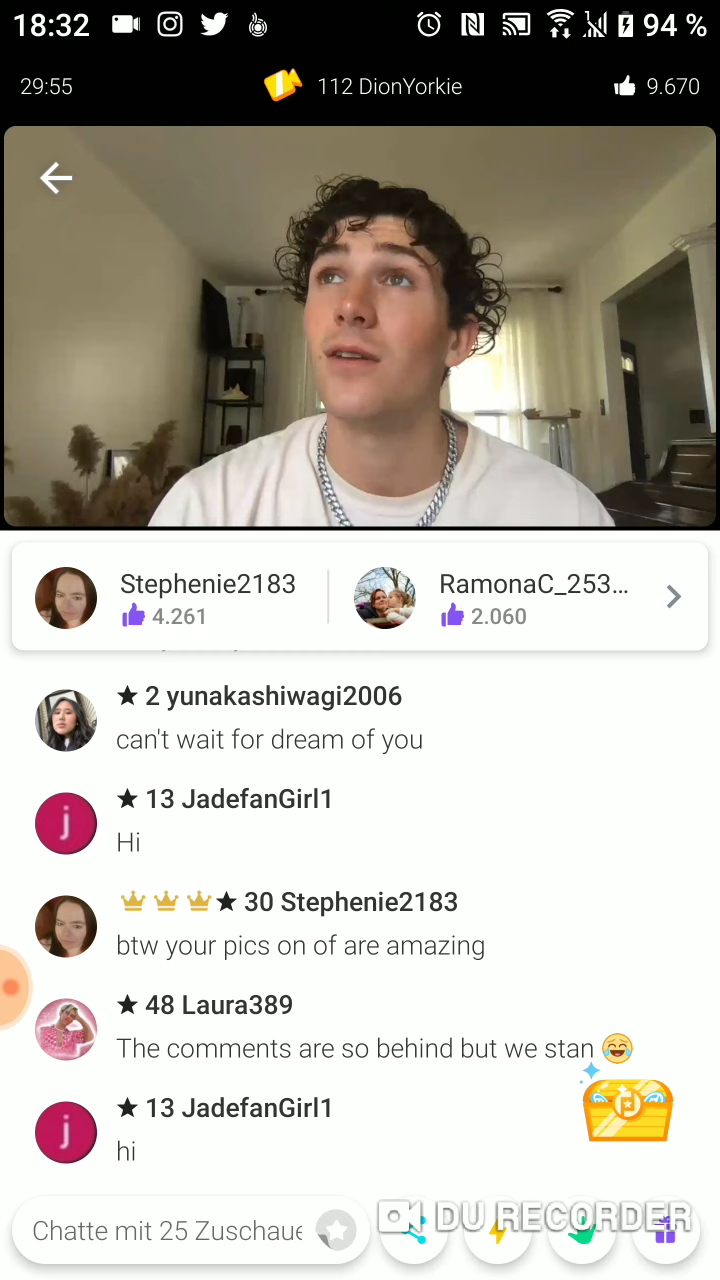 18:32
94 %
29:55
112 DionYorkie
9.670
Stephenie2183
4.261
RamonaC_253...
2.060
★ 2 yunakashiwagi2006
can't wait for dream of you
j
★ 13 JadefanGirl1
Hi
★ 30 Stephenie2183
btw your pics on of are amazing
★ 48 Laura389
The comments are so behind but we stan 😂
j
★ 13 JadefanGirl1
hi
Chatte mit 25 Zuschaue
DU RECORDER